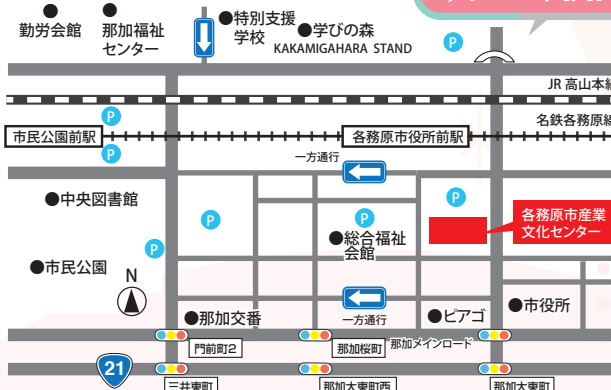 勤労会館
那加福祉
センター
特別支援
学校
学びの森
KAKAMIGAHARA STAND
P
JR 高山本線
名鉄各務原線
P
市民公園前駅
各務原市役所前駅
P
一方通行
中央図書館
P
P
P
各務原市産業
文化センター
総合福祉
会館
P
市民公園
N
市役所
那加交番
一方通行
ピアゴ
門前町2
那加桜町
那加メインロード
21
三井東町
那加大東町西
那加大東町